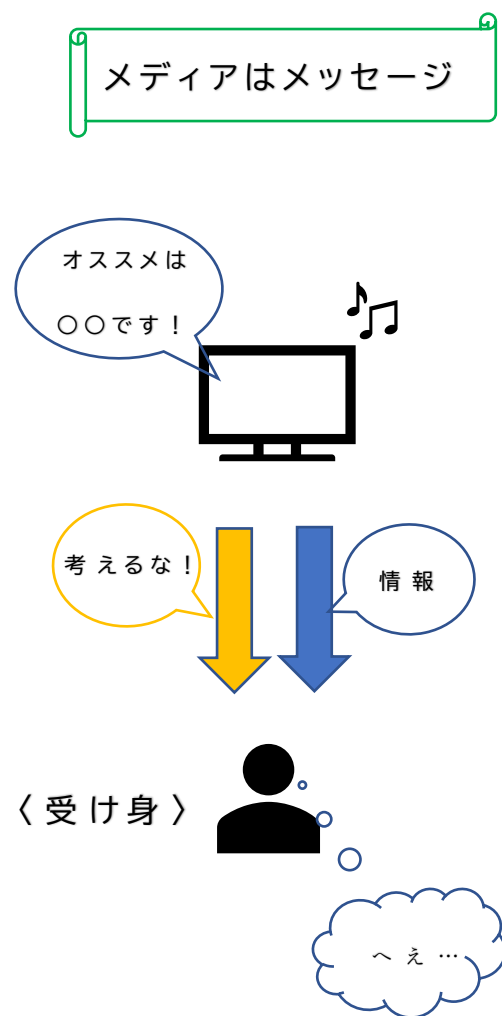 メディアはメッセージ
オススメは
〇〇です！
考えるな！
情報
〈受け身〉
へえ…